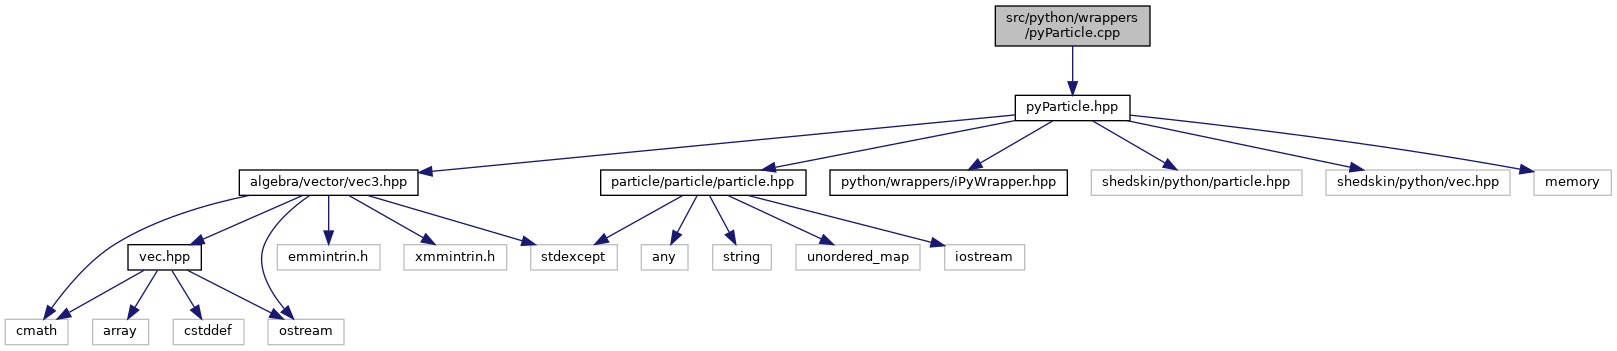 src/python/wrappers
/pyParticle.cpp
pyParticle.hpp
algebra/vector/vec3.hpp
particle/particle/particle.hpp
python/wrappers/iPyWrapper.hpp
shedskin/python/particle.hpp
shedskin/python/vec.hpp
memory
vec.hpp
emmintrin.h
xmmintrin.h
stdexcept
any
string
unordered_map
iostream
cmath
array
cstddef
ostream